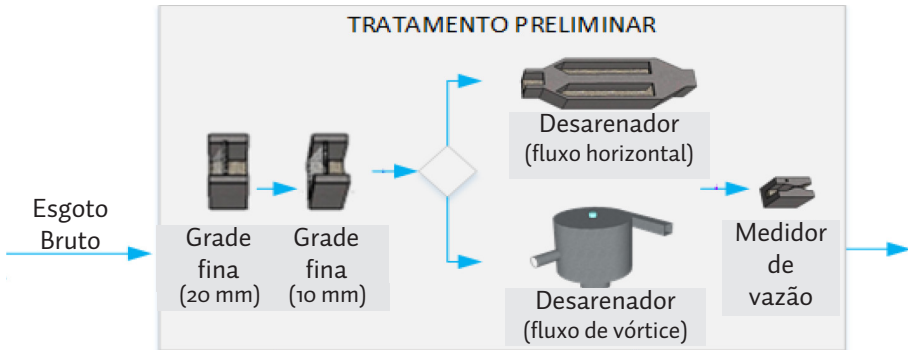 TRATAMENTO PRELIMINAR
Desarenador
(fluxo horizontal)
Esgoto
Bruto
Grade
fina
(20 mm)
Grade
fina
(10 mm)
Desarenador
(fluxo de vórtice)
Medidor
de
vazão